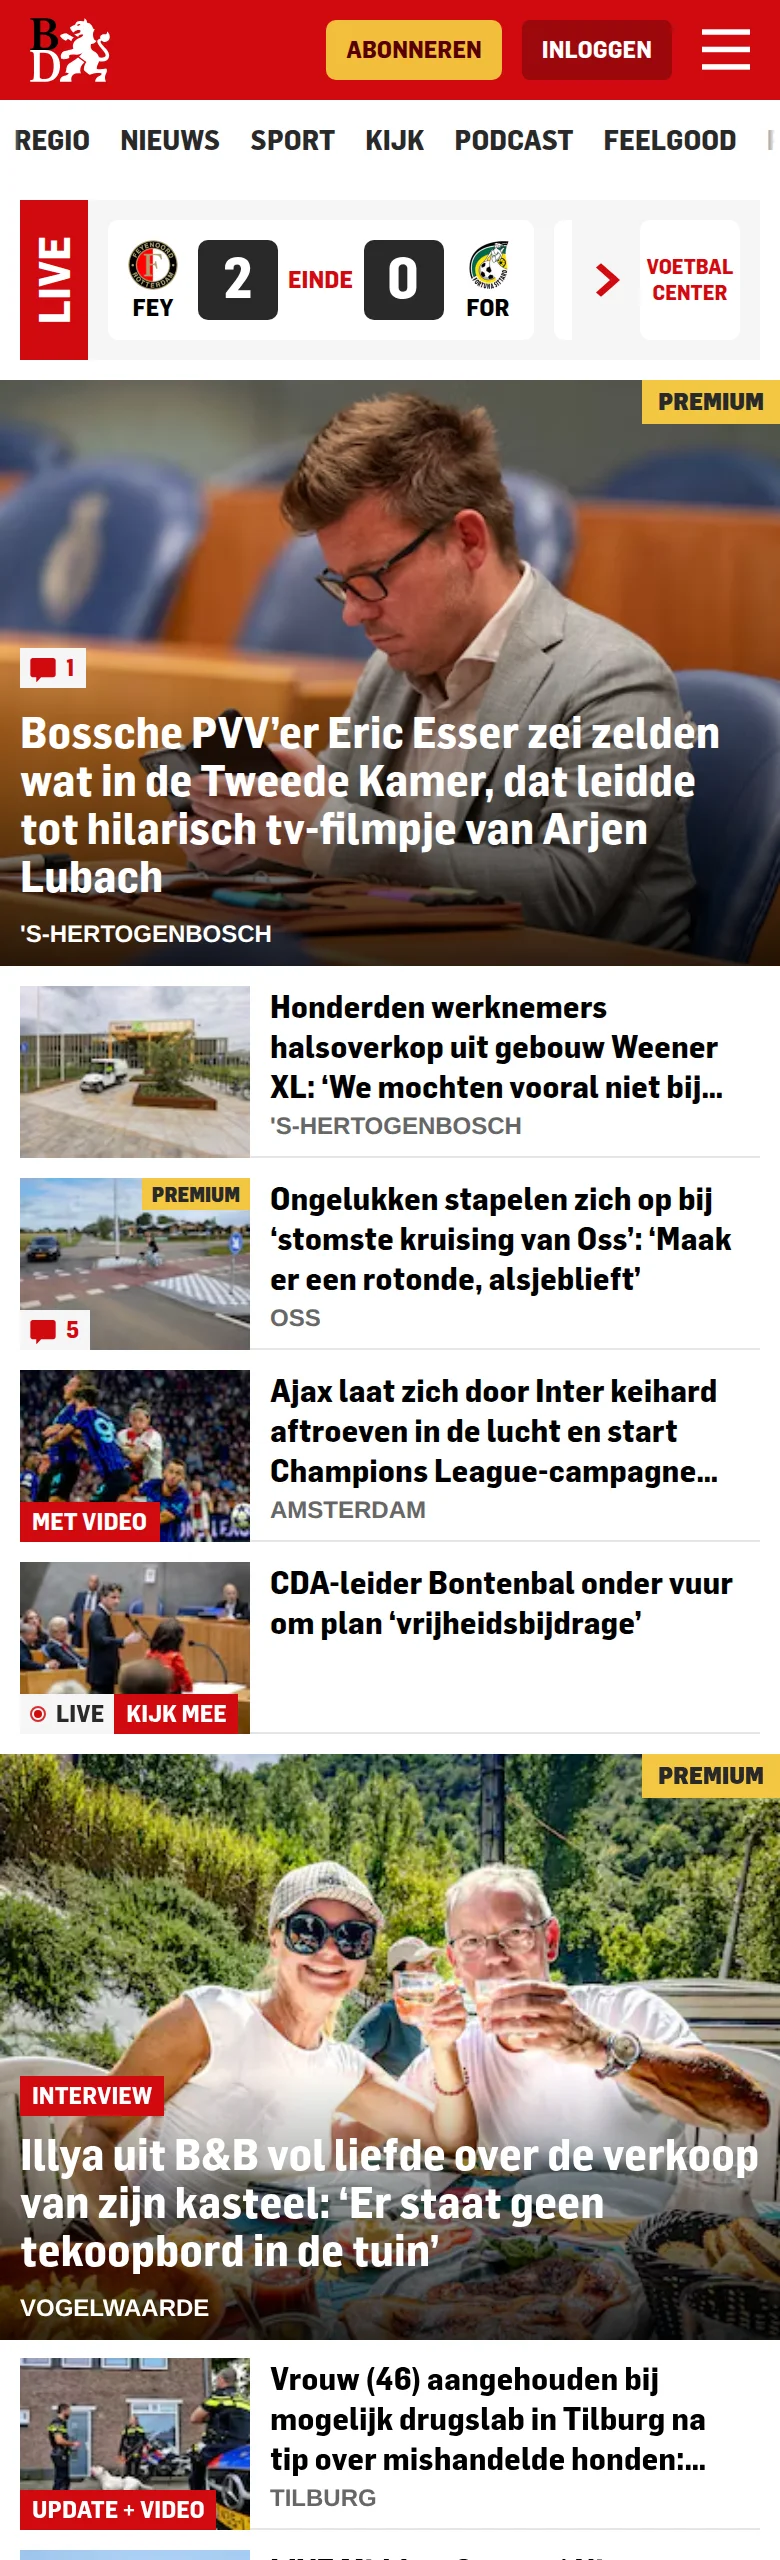 BD
ABONNEREN
INLOGGEN
REGIO NIEUWS SPORT KIJK PODCAST FEELGOOD
LIVE
FEY
2
EINDE
0
FOR
VOETBAL
CENTER
PREMIUM
1
Bossche PVV’er Eric Esser zei zelden
wat in de Tweede Kamer, dat leidde
tot hilarisch tv-filmpje van Arjen
Lubach
'S-HERTOGENBOSCH
Honderden werknemers
halsoverkop uit gebouw Weener
XL: ‘We mochten vooral niet bij...
'S-HERTOGENBOSCH
PREMIUM
5
Ongelukken stapelen zich op bij
‘stomste kruising van Oss’: ‘Maak
er een rotonde, alsjeblieft’
OSS
MET VIDEO
Ajax laat zich door Inter keihard
aftroeven in de lucht en start
Champions League-campagne...
AMSTERDAM
LIVE KIJK MEE
CDA-leider Bontenbal onder vuur
om plan ‘vrijheidsbijdrage’
PREMIUM
INTERVIEW
Illya uit B&B vol liefde over de verkoop
van zijn kasteel: ‘Er staat geen
tekoopbord in de tuin’
VOGELWAARDE
UPDATE + VIDEO
Vrouw (46) aangehouden bij
mogelijk drugslab in Tilburg na
tip over mishandelde honden:...
TILBURG